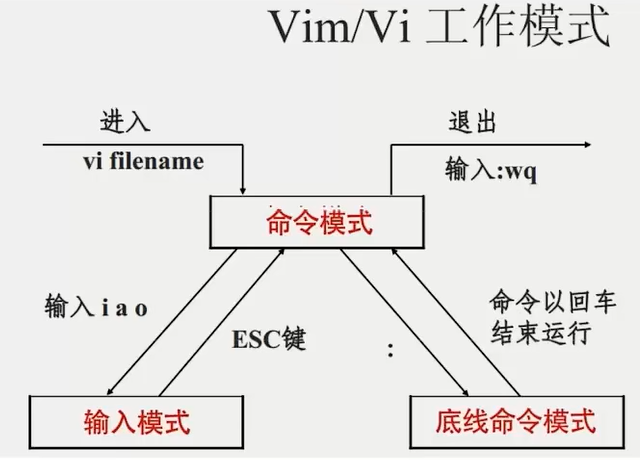 Vim/Vi 工作模式
进入
退出
vi filename
输入:wq
命令模式
输入 i a o
ESC键
:
命令以回车
结束运行
输入模式
底线命令模式